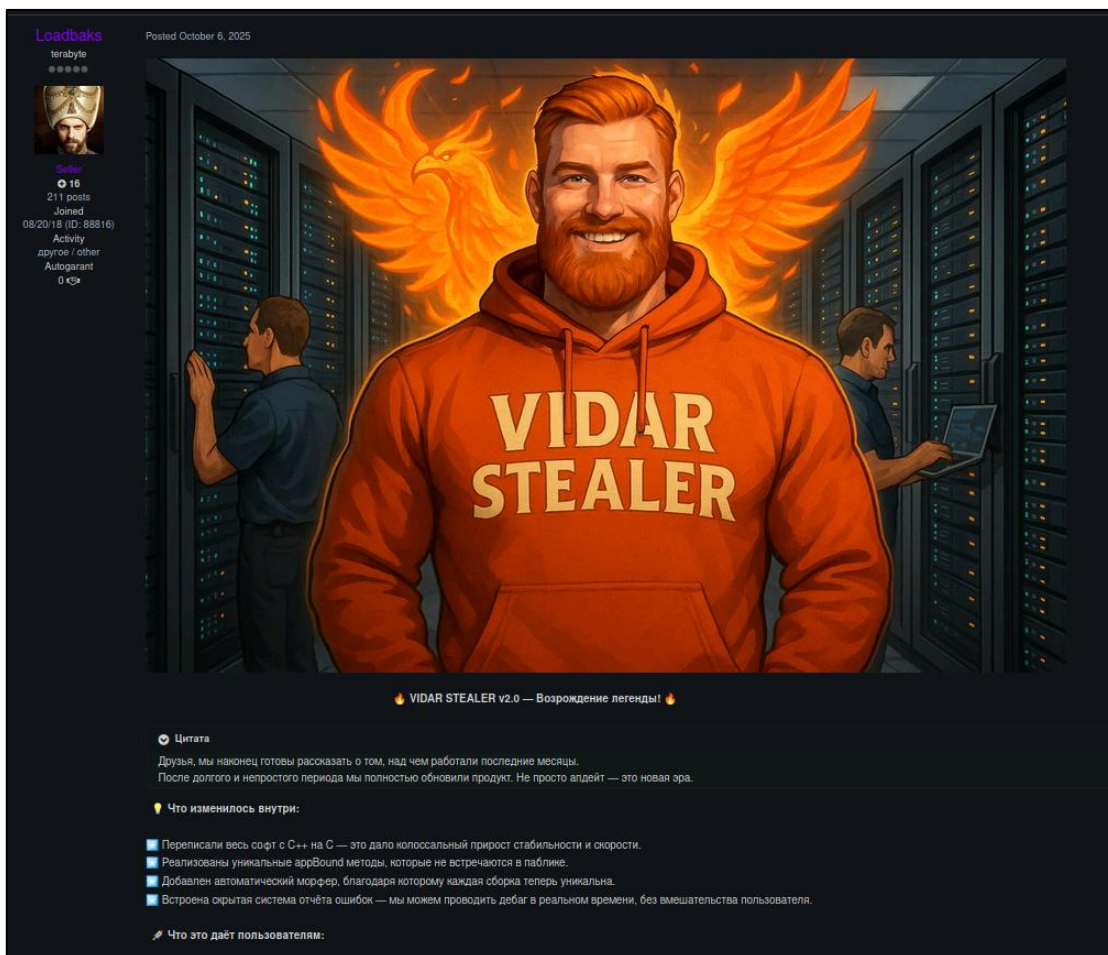 Loadbaks
terabyte
Seller
16
211 posts
Joined
08/20/18 (ID: 88816)
Activity
другое / other
Autogarant
0
Posted October 6, 2025
VIDAR
STEALER
🔥 VIDAR STEALER v2.0 — Возрождение легенды! 🔥
Цитата
Друзья, мы наконец готовы рассказать о том, над чем работали последние месяцы.
После долгого и непростого периода мы полностью обновили продукт. Не просто апдейт — это новая эра.
💡 Что изменилось внутри:
Переписали весь софт с C++ на C — это дало колоссальный прирост стабильности и скорости.
Реализованы уникальные appBound методы, которые не встречаются в паблике.
Добавлен автоматический морфер, благодаря которому каждая сборка теперь уникальна.
Встроена скрытая система отчёта ошибок — мы можем проводить дебаг в реальном времени, без вмешательства пользователя.
🚀 Что это даёт пользователям: